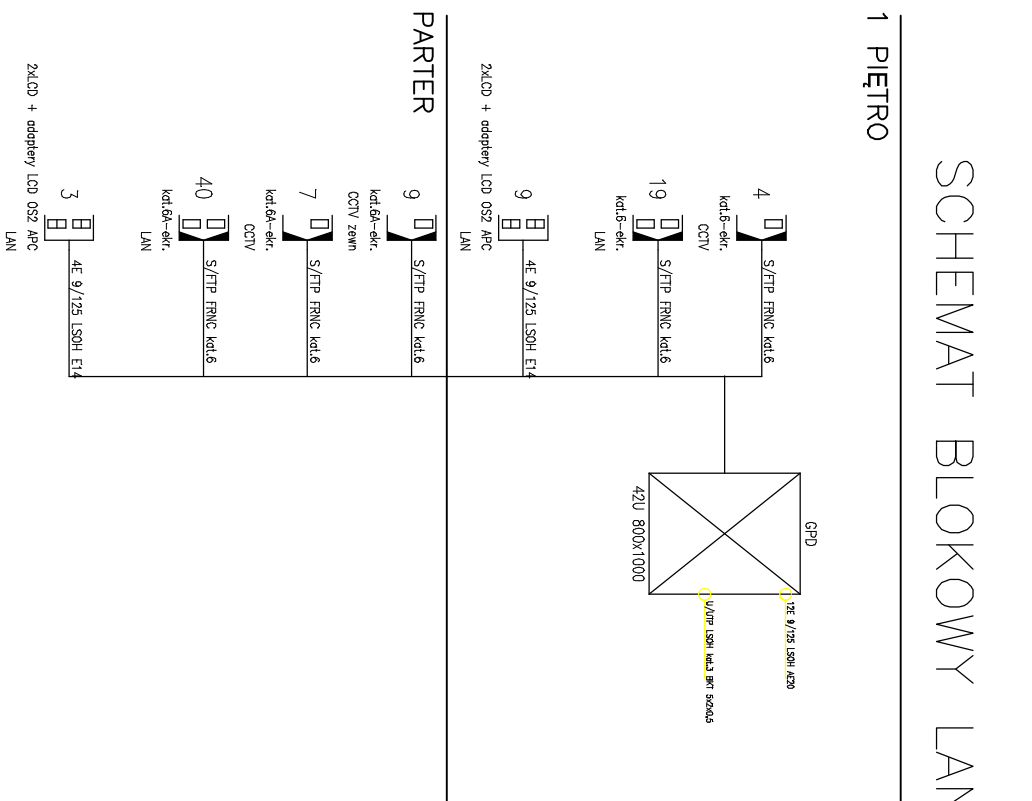 SCHEMAT BLOKOWY LAN
1 PIĘTRO
4
kat.6-ekr.
CCTV
S/FTP FRNC kat.6
19
kat.6-ekr.
LAN
S/FTP FRNC kat.6
9
2xLCD + adaptery LCD OS2 APC
LAN
4E 9/125 LSOH E14
GPD
42U 800x1000
12E 9/125 LSOH AE20
U/UTP LSOH kat.3 BKT 5x2x0,5
PARTER
9
kat.6A-ekr.
CCTV zewn
S/FTP FRNC kat.6
7
kat.6A-ekr.
CCTV
S/FTP FRNC kat.6
40
kat.6A-ekr.
LAN
S/FTP FRNC kat.6
3
2xLCD + adaptery LCD OS2 APC
LAN
4E 9/125 LSOH E14